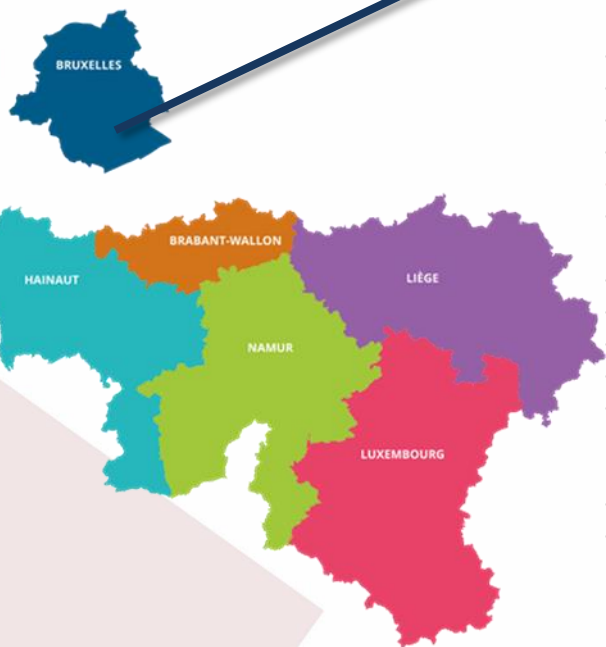 BRUXELLES
BRABANT-WALLON
HAINAUT
LIÈGE
NAMUR
LUXEMBOURG